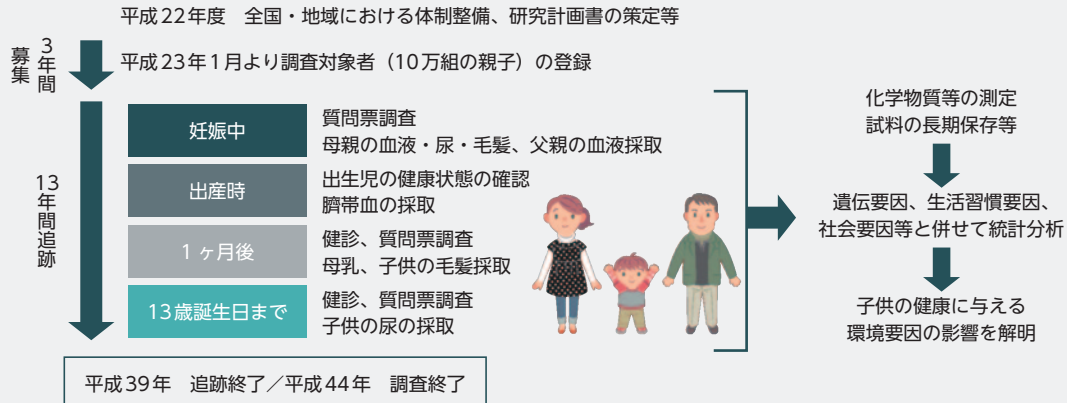 平成22年度　全国・地域における体制整備、研究計画書の策定等
3年間
募集
平成23年1月より調査対象者（10万組の親子）の登録
13年間追跡
妊娠中
質問票調査
母親の血液・尿・毛髪、父親の血液採取
出産時
出生児の健康状態の確認
臍帯血の採取
1ヶ月後
健診、質問票調査
母乳、子供の毛髪採取
13歳誕生日まで
健診、質問票調査
子供の尿の採取
平成39年　追跡終了／平成44年　調査終了
化学物質等の測定
試料の長期保存等
遺伝要因、生活習慣要因、
社会要因等と併せて統計分析
子供の健康に与える
環境要因の影響を解明